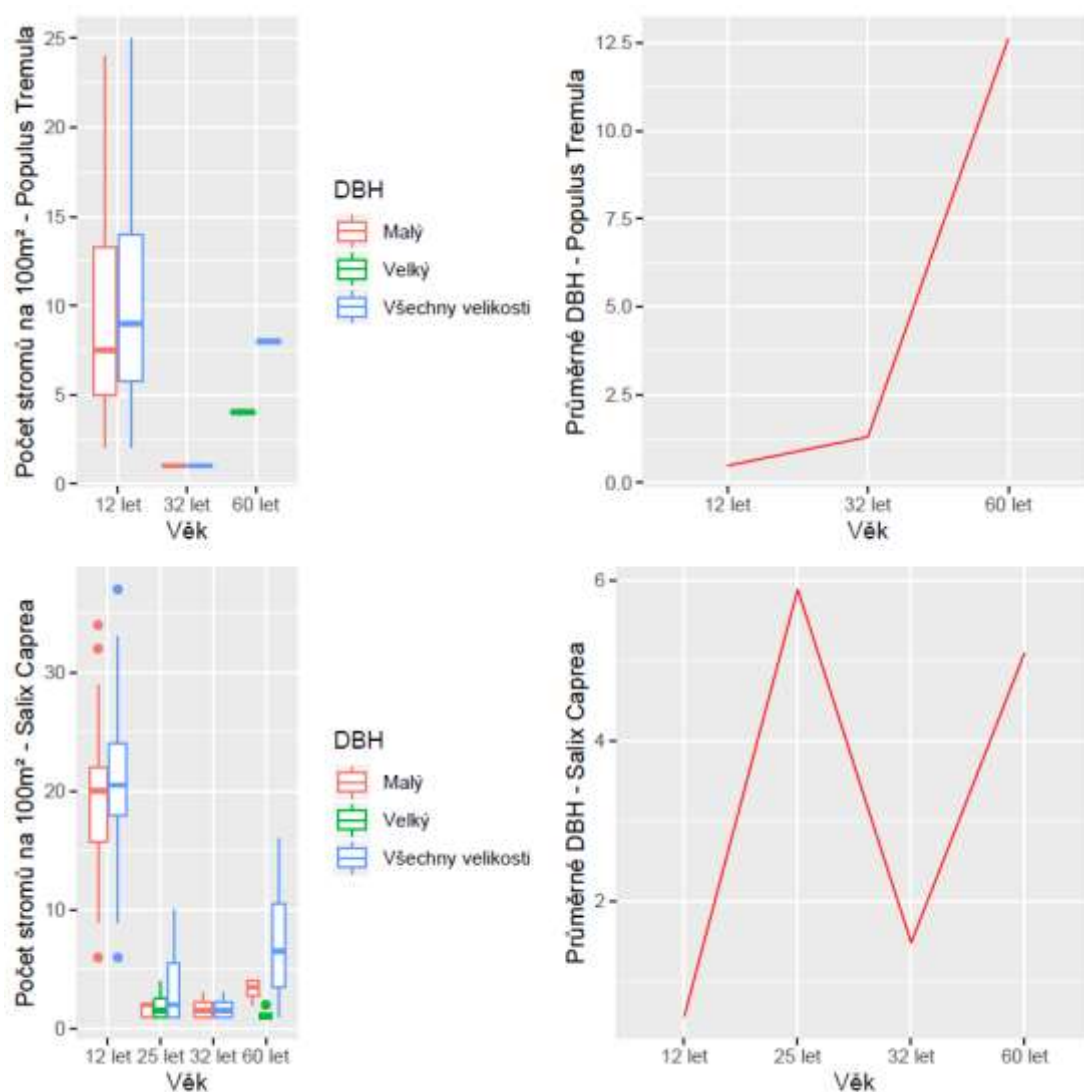 Počet stromů na 100m² - Populus Tremula
25
20
15
10
5
0
12 let 32 let 60 let
Věk
DBH
Malý
Velký
Všechny velikosti
Průměrné DBH - Populus Tremula
12.5
10.0
7.5
5.0
2.5
0.0
12 let 32 let 60 let
Věk
Počet stromů na 100m² - Salix Caprea
30
20
10
0
12 let 25 let 32 let 60 let
Věk
DBH
Malý
Velký
Všechny velikosti
Průměrné DBH - Salix Caprea
6
4
2
12 let 25 let 32 let 60 let
Věk